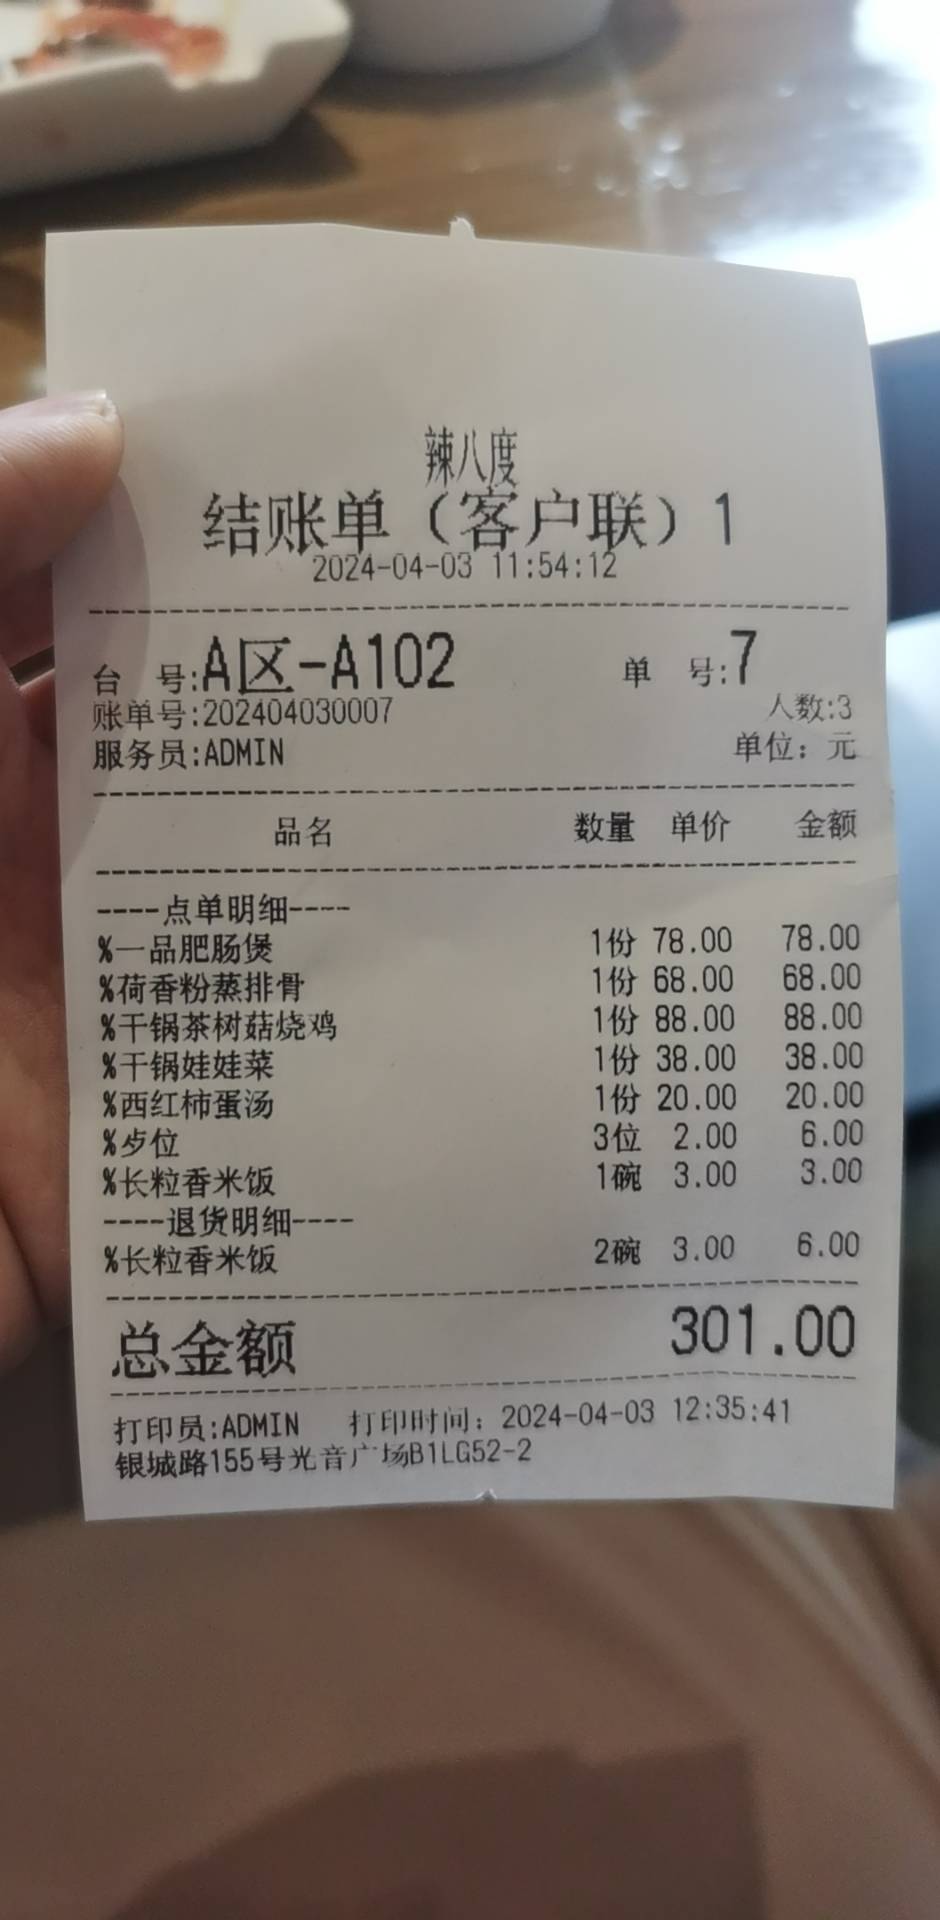 辣八度
结账单（客户联）1
2024-04-03 11:54:12
台 号:A区-A102 单 号:7
账单号:202404030007 人数:3
服务员:ADMIN 单位：元
品名 数量 单价 金额
----点单明细----
%一品肥肠煲 1份 78.00 78.00
%荷香粉蒸排骨 1份 68.00 68.00
%干锅茶树菇烧鸡 1份 88.00 88.00
%干锅娃娃菜 1份 38.00 38.00
%西红柿蛋汤 1份 20.00 20.00
%歺位 3位 2.00 6.00
%长粒香米饭 1碗 3.00 3.00
----退货明细----
%长粒香米饭 2碗 3.00 6.00
总金额 301.00
打印员:ADMIN 打印时间：2024-04-03 12:35:41
银城路155号光音广场B1LG52-2